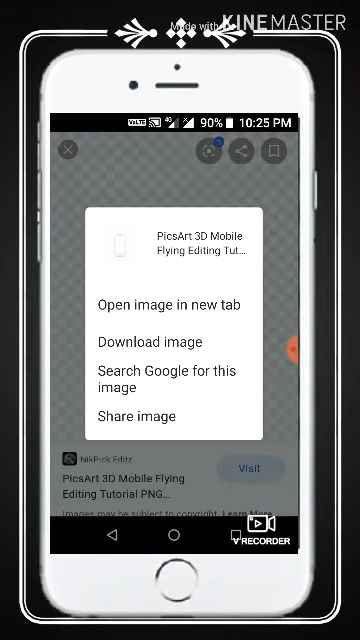 Made with
KINEMASTER
VoLTE 4G 90% 10:25 PM
1
PicsArt 3D Mobile
Flying Editing Tut...
Open image in new tab
Download image
Search Google for this
image
Share image
NikPick Editz
PicsArt 3D Mobile Flying
Editing Tutorial PNG...
Visit
Images may be subject to copyright. Learn More
V RECORDER